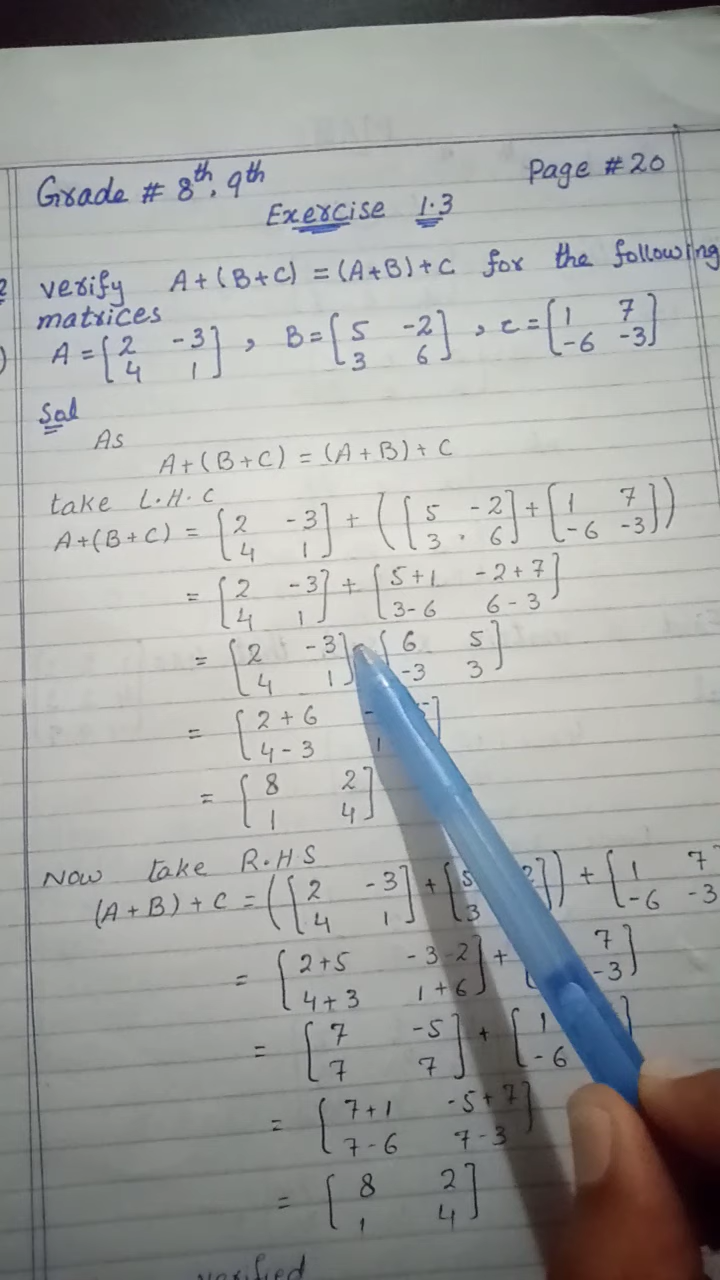 Grade # 8th, 9th Page # 20
Exercise 1.3
verify A+(B+C) = (A+B)+C for the following
matrices
A = [2 -3 , B = [5 -2 , c = [1 7
4 1] 3 6] -6 -3]
Sol
As
A+(B+C) = (A+B)+C
take L.H.C
A+(B+C) = [2 -3 + ([5 -2 + [1 7
4 1] 3 . 6] -6 -3])
= [2 -3 + [5+1 -2+7
4 1] 3-6 6-3]
= [2 -3 [6 5
4 1] -3 3]
= [2+6
4-3 1 ]
= [8 2
1 4]
Now take R.H.S
(A+B)+C = ([2 -3 + [5 + [1 7
4 1] 3 ]) -6 -3
= [2+5 -3-2 + 7
4+3 1+6] -3]
= [7 -5 + [1
7 7] -6 ]
= [7+1 -5+7
7-6 7-3]
= [8 2
1 4]
verified